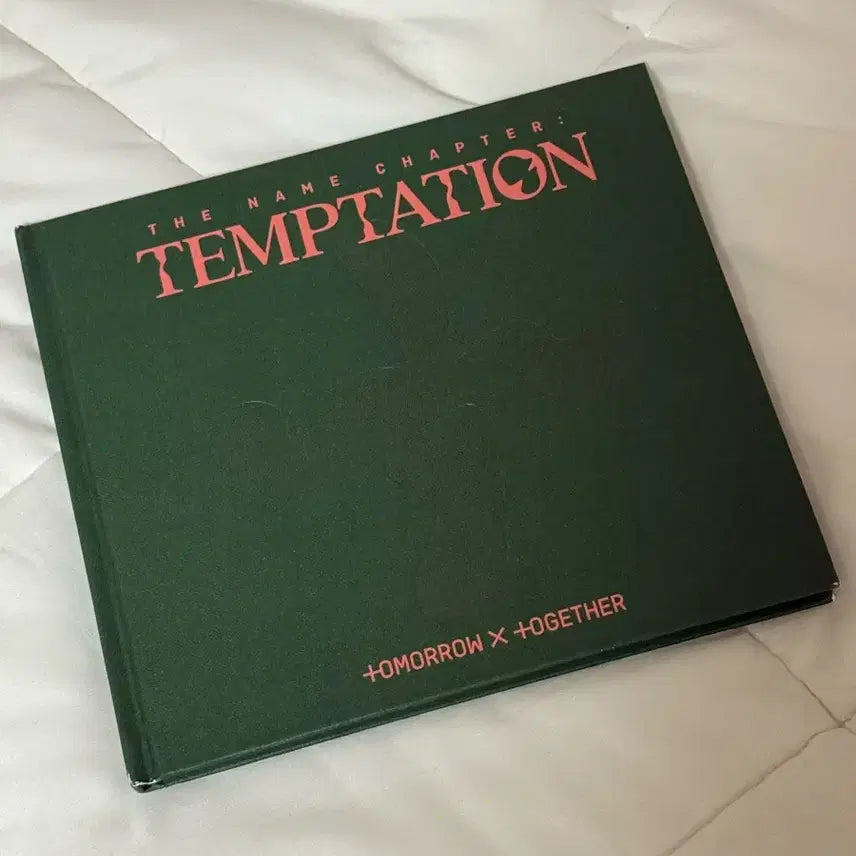 THE NAME CHAPTER:
TEMPTATION
TOMORROW X TOGETHER